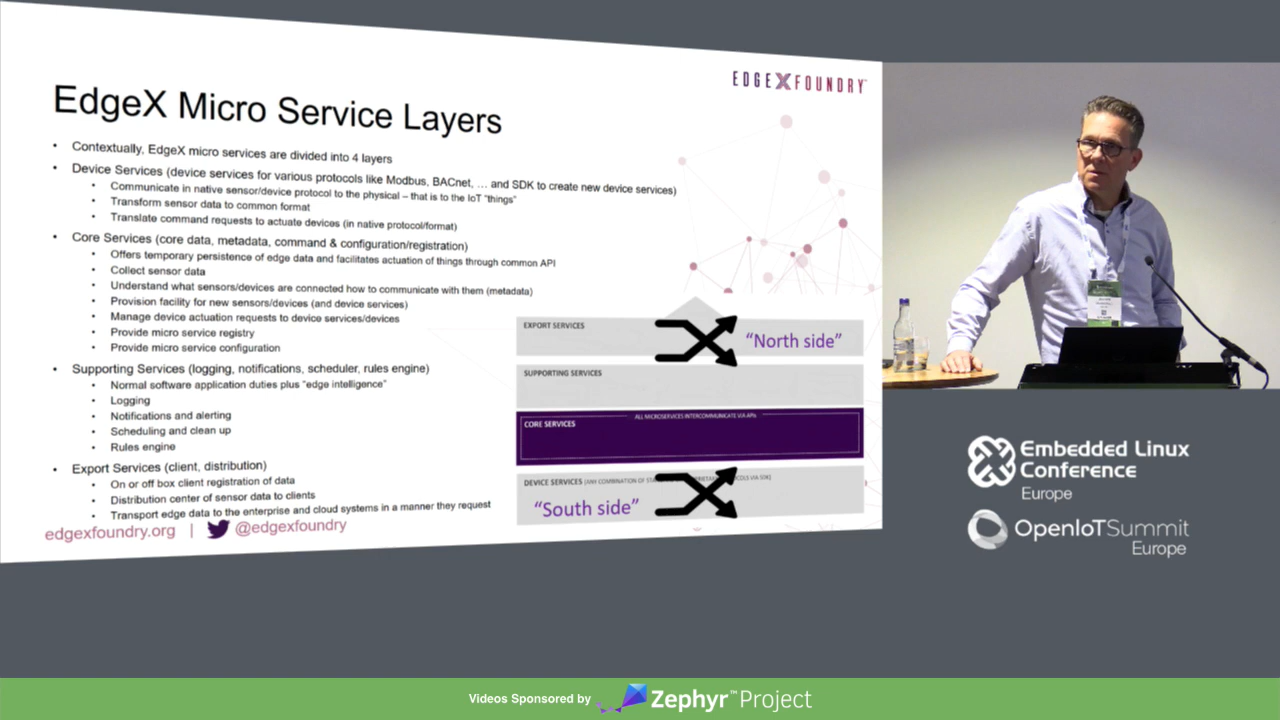 EDGE X FOUNDRY
EdgeX Micro Service Layers
• Contextually, EdgeX micro services are divided into 4 layers
• Device Services (device services for various protocols like Modbus, BACnet, … and SDK to create new device services)
• Communicate in native sensor/device protocol to the physical – that is to the IoT "things"
• Transform sensor data to common format
• Translate command requests to actuate devices (in native protocol/format)
• Core Services (core data, metadata, command & configuration/registration)
• Offers temporary persistence of edge data and facilitates actuation of things through common API
• Collect sensor data
• Understand what sensors/devices are connected how to communicate with them (metadata)
• Provision facility for new sensors/devices (and device services)
• Manage device actuation requests to device services/devices
• Provide micro service registry
• Provide micro service configuration
• Supporting Services (logging, notifications, scheduler, rules engine)
• Normal software application duties plus "edge intelligence"
• Logging
• Notifications and alerting
• Scheduling and clean up
• Rules engine
• Export Services (client, distribution)
• On or off box client registration of data
• Distribution center of sensor data to clients
• Transport edge data to the enterprise and cloud systems in a manner they request
edgexfoundry.org | @edgexfoundry
EXPORT SERVICES
"North side"
SUPPORTING SERVICES
ALL MICROSERVICES INTERCOMMUNICATE VIA APIs
CORE SERVICES
DEVICE SERVICES (ANY COMBINATION OF VIA SDK)
"South side"
Embedded Linux
Conference
Europe
OpenIoTSummit
Europe
Videos Sponsored by Zephyr™Project